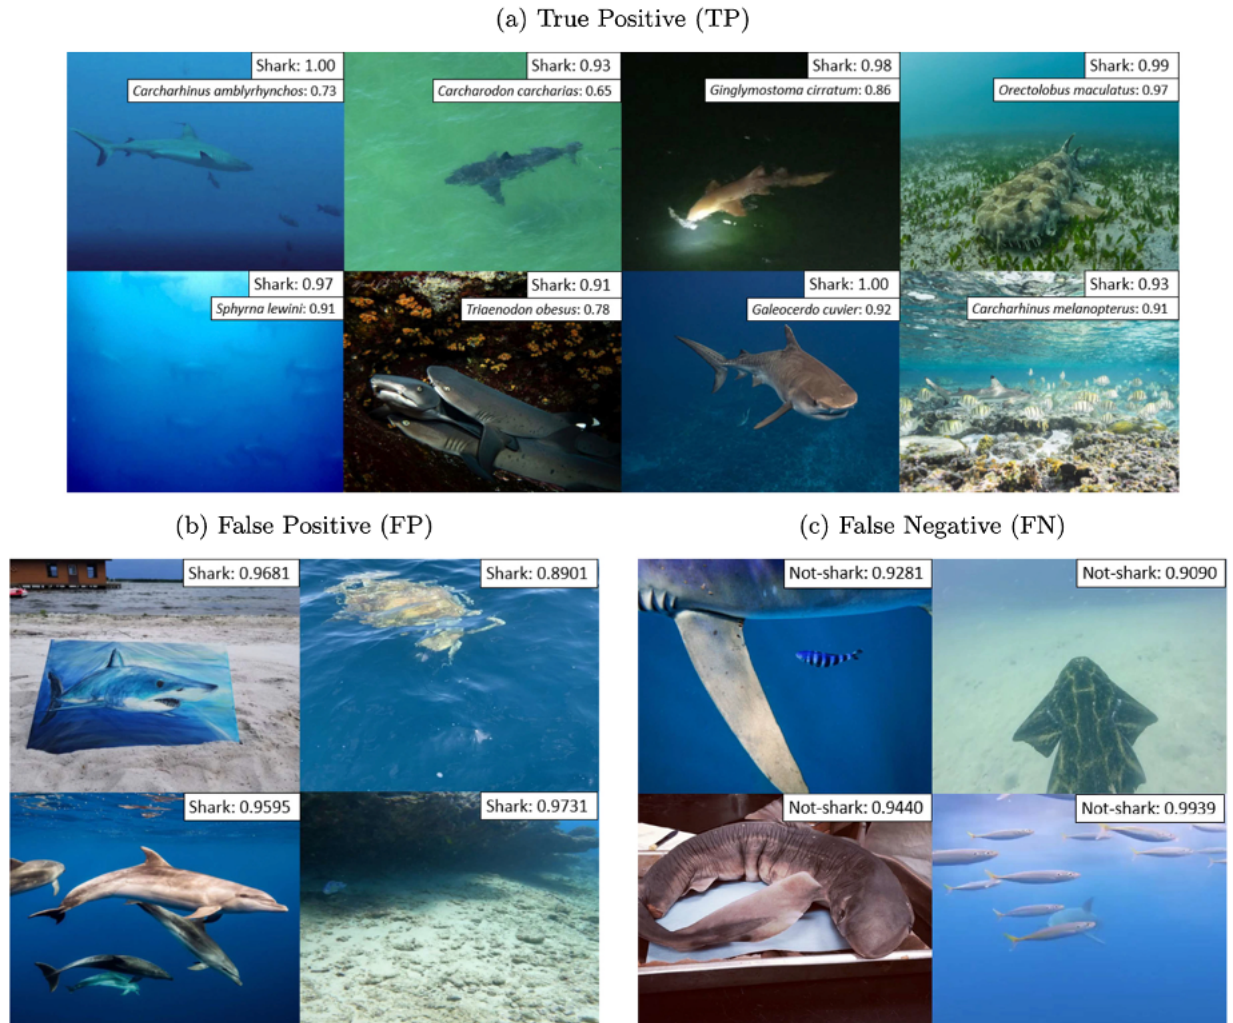 (a) True Positive (TP)
Shark: 1.00
Carcharhinus amblyrhynchos: 0.73
Shark: 0.93
Carcharodon carcharias: 0.65
Shark: 0.98
Ginglymostoma cirratum: 0.86
Shark: 0.99
Orectolobus maculatus: 0.97
Shark: 0.97
Sphyrna lewini: 0.91
Shark: 0.91
Triaenodon obesus: 0.78
Shark: 1.00
Galeocerdo cuvier: 0.92
Shark: 0.93
Carcharhinus melanopterus: 0.91
(b) False Positive (FP)
Shark: 0.9681
Shark: 0.8901
Shark: 0.9595
Shark: 0.9731
(c) False Negative (FN)
Not-shark: 0.9281
Not-shark: 0.9090
Not-shark: 0.9440
Not-shark: 0.9939